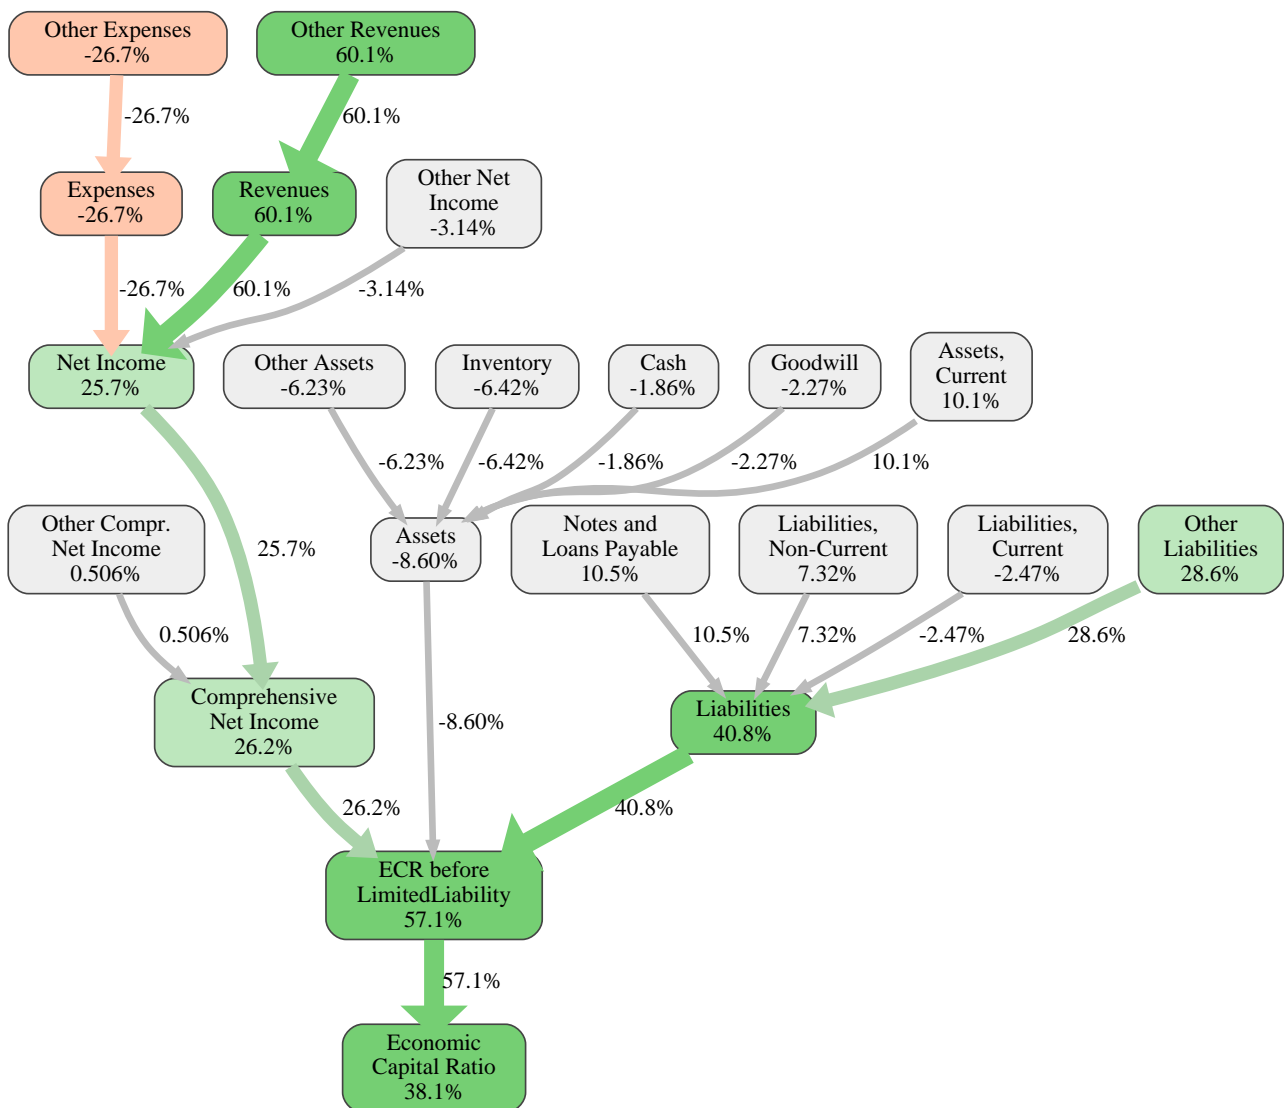 Other Expenses
-26.7%
Other Revenues
60.1%
-26.7%
60.1%
Expenses
-26.7%
Revenues
60.1%
Other Net
Income
-3.14%
-26.7%
60.1%
-3.14%
Net Income
25.7%
Other Assets
-6.23%
Inventory
-6.42%
Cash
-1.86%
Goodwill
-2.27%
Assets,
Current
10.1%
-6.23%
-6.42%
-1.86%
-2.27%
10.1%
Other Compr.
Net Income
0.506%
25.7%
Assets
-8.60%
Notes and
Loans Payable
10.5%
Liabilities,
Non-Current
7.32%
Liabilities,
Current
-2.47%
Other
Liabilities
28.6%
0.506%
10.5%
7.32%
-2.47%
28.6%
Comprehensive
Net Income
26.2%
-8.60%
Liabilities
40.8%
26.2%
40.8%
ECR before
LimitedLiability
57.1%
57.1%
Economic
Capital Ratio
38.1%